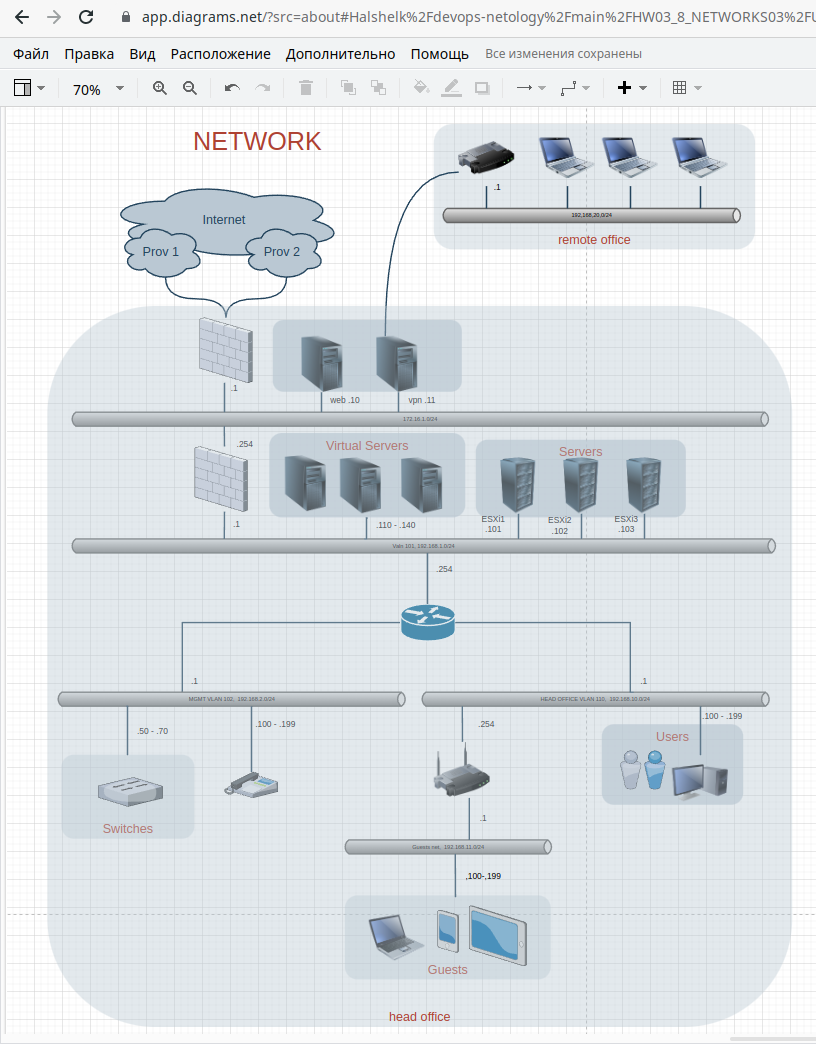 app.diagrams.net/?src=about#Halshelk%2Fdevops-netology%2Fmain%2FHW03_8_NETWORKS03%2FU
Файл Правка Вид Расположение Дополнительно Помощь Все изменения сохранены
70%
NETWORK
.1
192,168,20,0/24
remote office
Internet
Prov 1 Prov 2
.1
web .10 vpn .11
172.16.1.0/24
.254
Virtual Servers
Servers
.1
.110 - .140
ESXi1
.101
ESXi2
.102
ESXi3
.103
Valn 101, 192.168.1.0/24
.254
.1
.1
MGMT VLAN 102, 192.168.2.0/24
HEAD OFFICE VLAN 110, 192.168.10.0/24
.50 - .70
.100 - .199
.254
.100 - .199
Users
Switches
.1
Guests net, 192.168.11.0/24
,100-,199
Guests
head office